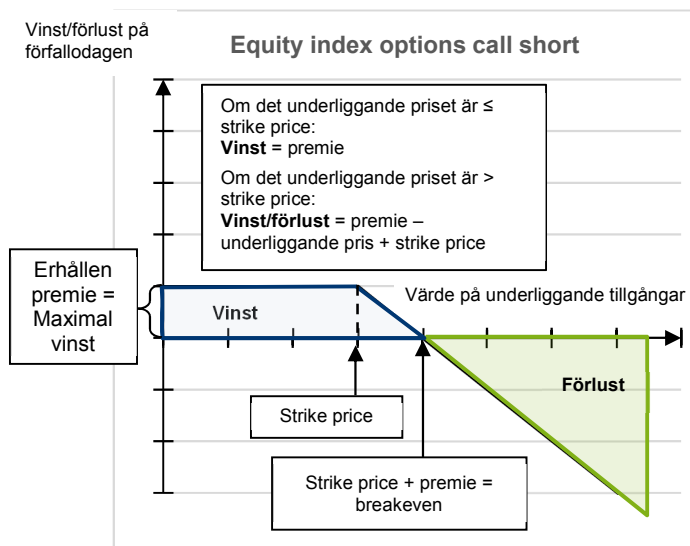 Vinst/förlust på
förfallodagen
Equity index options call short
Om det underliggande priset är ≤
strike price:
Vinst = premie
Om det underliggande priset är >
strike price:
Vinst/förlust = premie –
underliggande pris + strike price
Erhållen
premie =
Maximal
vinst
Vinst
Värde på underliggande tillgångar
Förlust
Strike price
Strike price + premie =
breakeven